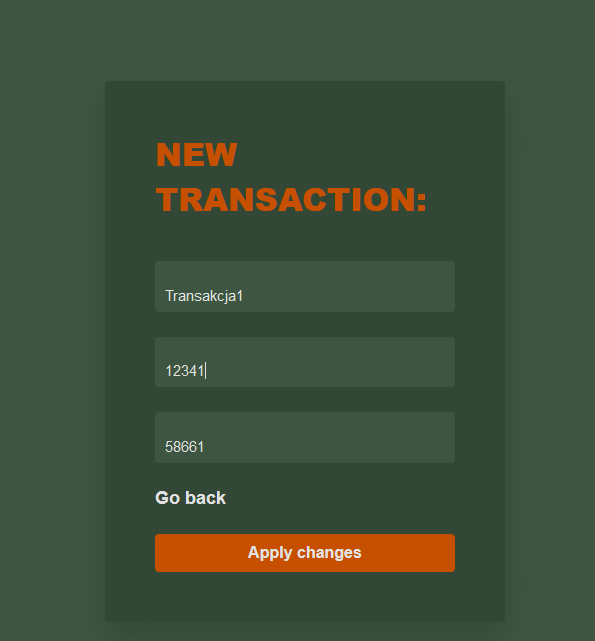 NEW
TRANSACTION:
Transakcja1
12341
58661
Go back
Apply changes